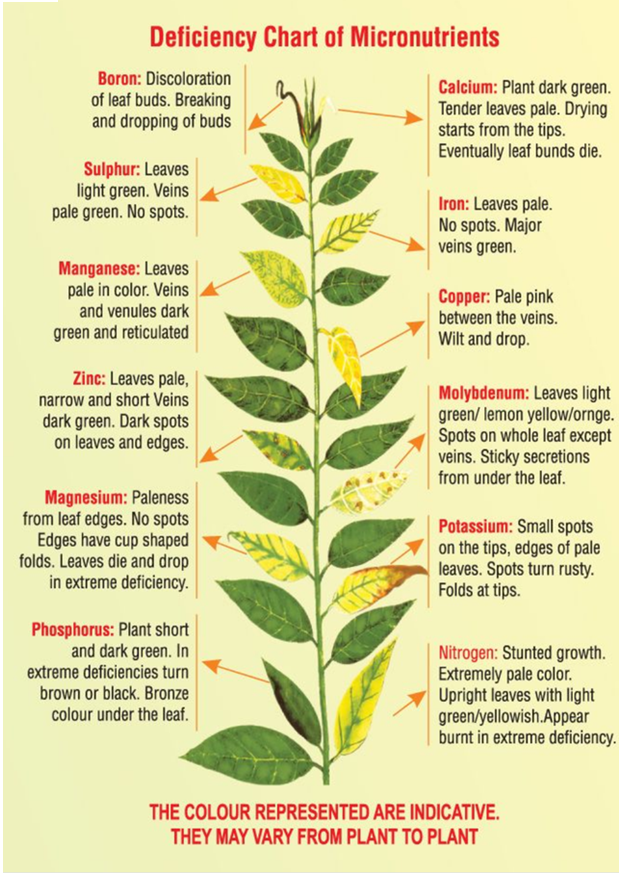 Deficiency Chart of Micronutrients
Boron: Discoloration
of leaf buds. Breaking
and dropping of buds
Sulphur: Leaves
light green. Veins
pale green. No spots.
Manganese: Leaves
pale in color. Veins
and venules dark
green and reticulated
Zinc: Leaves pale,
narrow and short Veins
dark green. Dark spots
on leaves and edges.
Magnesium: Paleness
from leaf edges. No spots
Edges have cup shaped
folds. Leaves die and drop
in extreme deficiency.
Phosphorus: Plant short
and dark green. In
extreme deficiencies turn
brown or black. Bronze
colour under the leaf.
Calcium: Plant dark green.
Tender leaves pale. Drying
starts from the tips.
Eventually leaf bunds die.
Iron: Leaves pale.
No spots. Major
veins green.
Copper: Pale pink
between the veins.
Wilt and drop.
Molybdenum: Leaves light
green/ lemon yellow/ornge.
Spots on whole leaf except
veins. Sticky secretions
from under the leaf.
Potassium: Small spots
on the tips, edges of pale
leaves. Spots turn rusty.
Folds at tips.
Nitrogen: Stunted growth.
Extremely pale color.
Upright leaves with light
green/yellowish.Appear
burnt in extreme deficiency.
THE COLOUR REPRESENTED ARE INDICATIVE.
THEY MAY VARY FROM PLANT TO PLANT